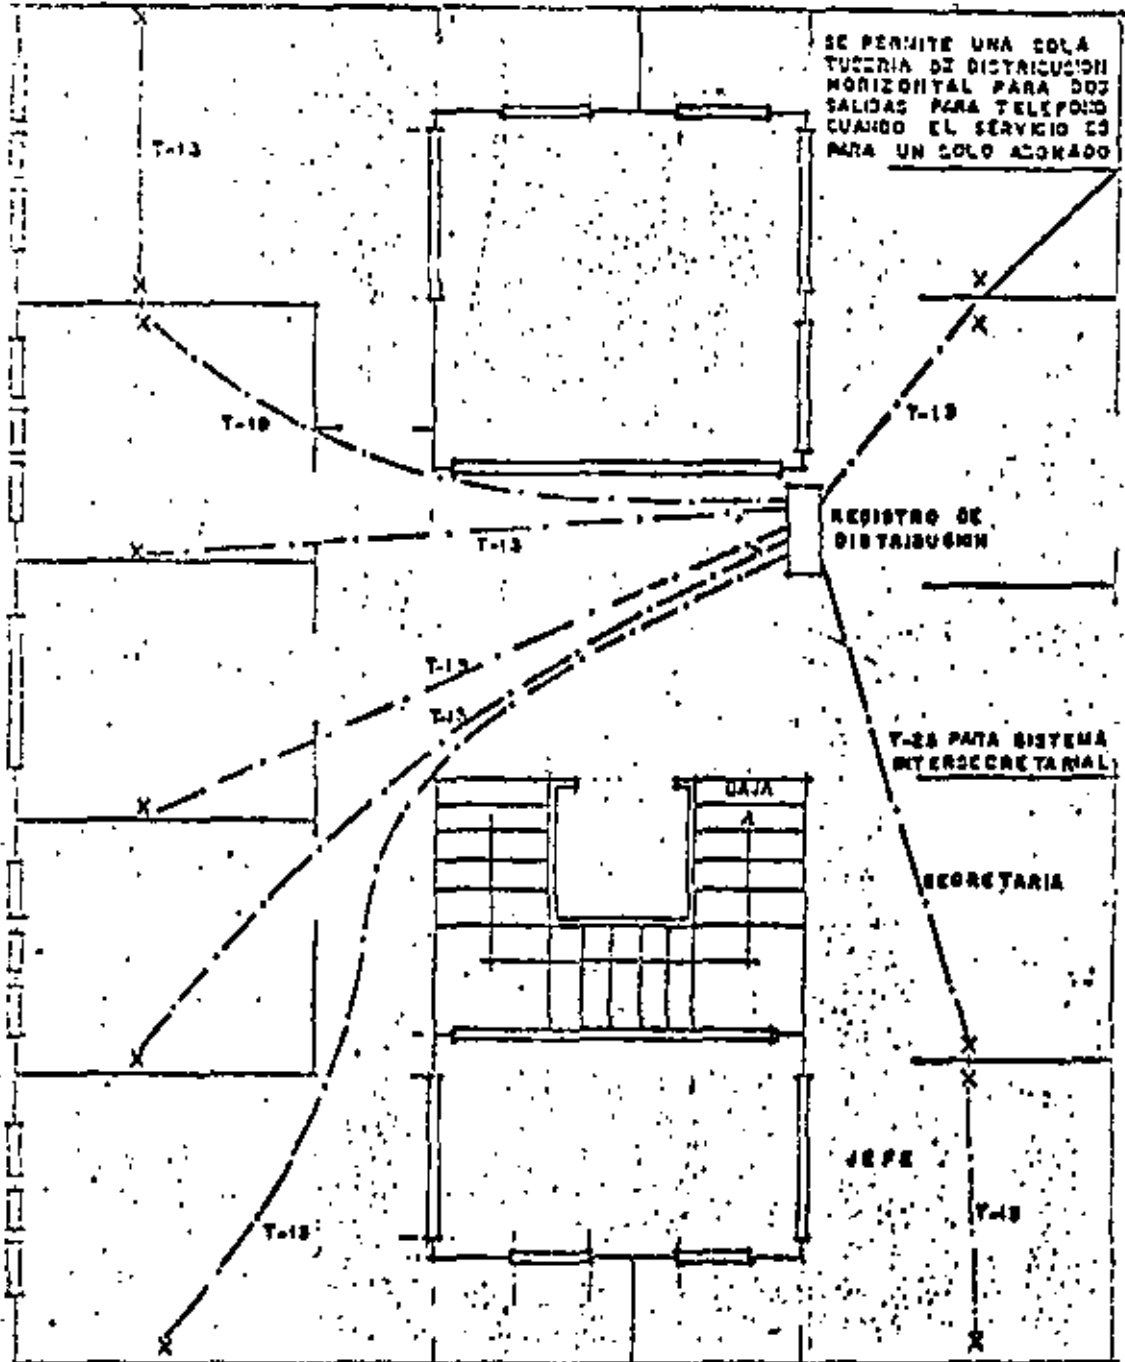 SE PERMITE UNA SOLA
TUBERIA DE DISTRIBUCION
HORIZONTAL PARA DOS
SALIDAS PARA TELEFONO
CUANDO EL SERVICIO ES
PARA UN SOLO ABONADO
T-13
T-19
T-13
T-13
REGISTRO DE
DISTRIBUCION
T-13
T-13
T-25 PARA SISTEMA
INTERSECRETARIAL
BAJA
SECRETARIA
JEFE
T-13
T-13